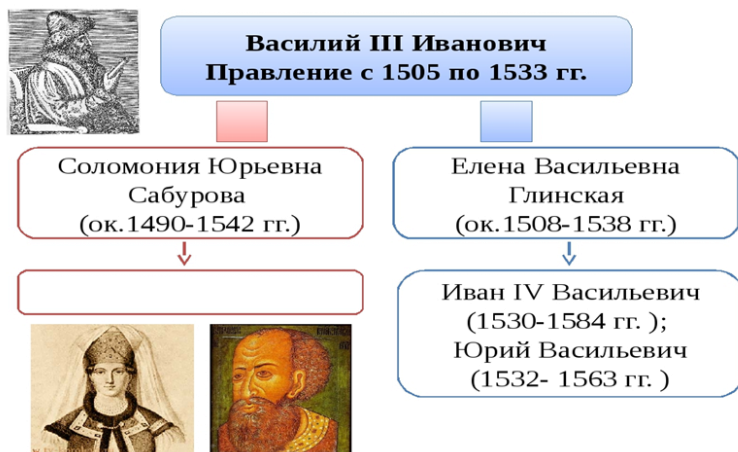 Василий III Иванович
Правление с 1505 по 1533 гг.
Соломония Юрьевна
Сабурова
(ок.1490-1542 гг.)
Елена Васильевна
Глинская
(ок.1508-1538 гг.)
Иван IV Васильевич
(1530-1584 гг. );
Юрий Васильевич
(1532- 1563 гг. )